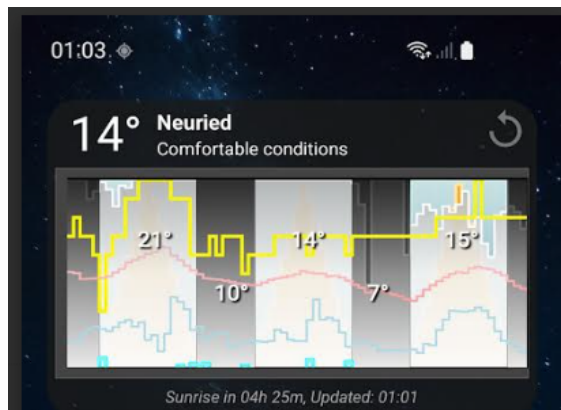 01:03
14° Neuried
Comfortable conditions
21° 14° 15°
10° 7°
Sunrise in 04h 25m, Updated: 01:01